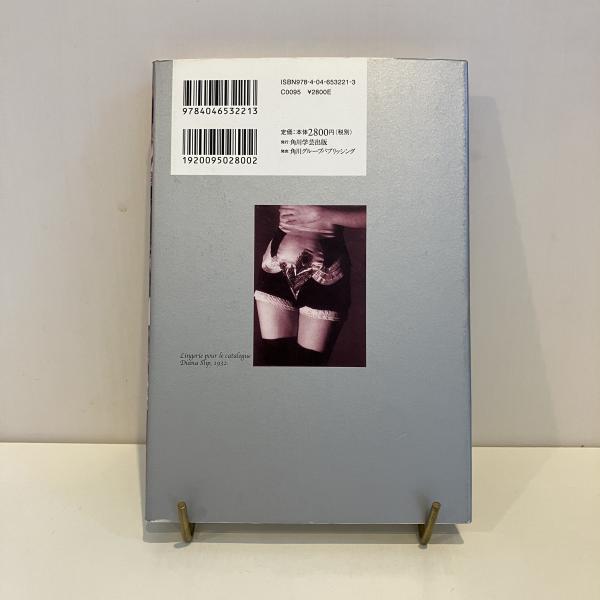 ISBN978-4-04-653221-3
C0095 ¥2800E
9784046532213
定価:本体2800円(税別)
発行 角川学芸出版
発売 角川グループパブリッシング
1920095028002
Lingerie pour le catalogue
Diana Slip, 1932.